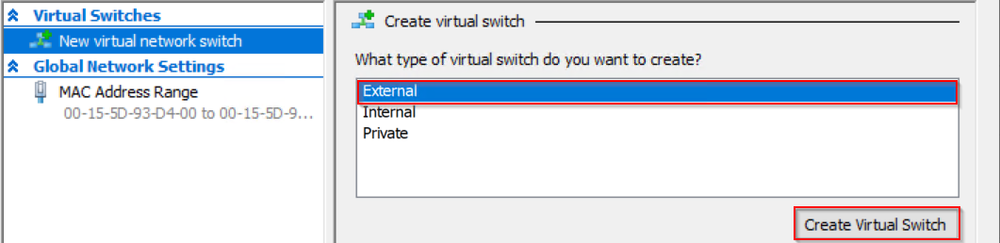 Virtual Switches
New virtual network switch
Global Network Settings
MAC Address Range
00-15-5D-93-D4-00 to 00-15-5D-9...
Create virtual switch
What type of virtual switch do you want to create?
External
Internal
Private
Create Virtual Switch